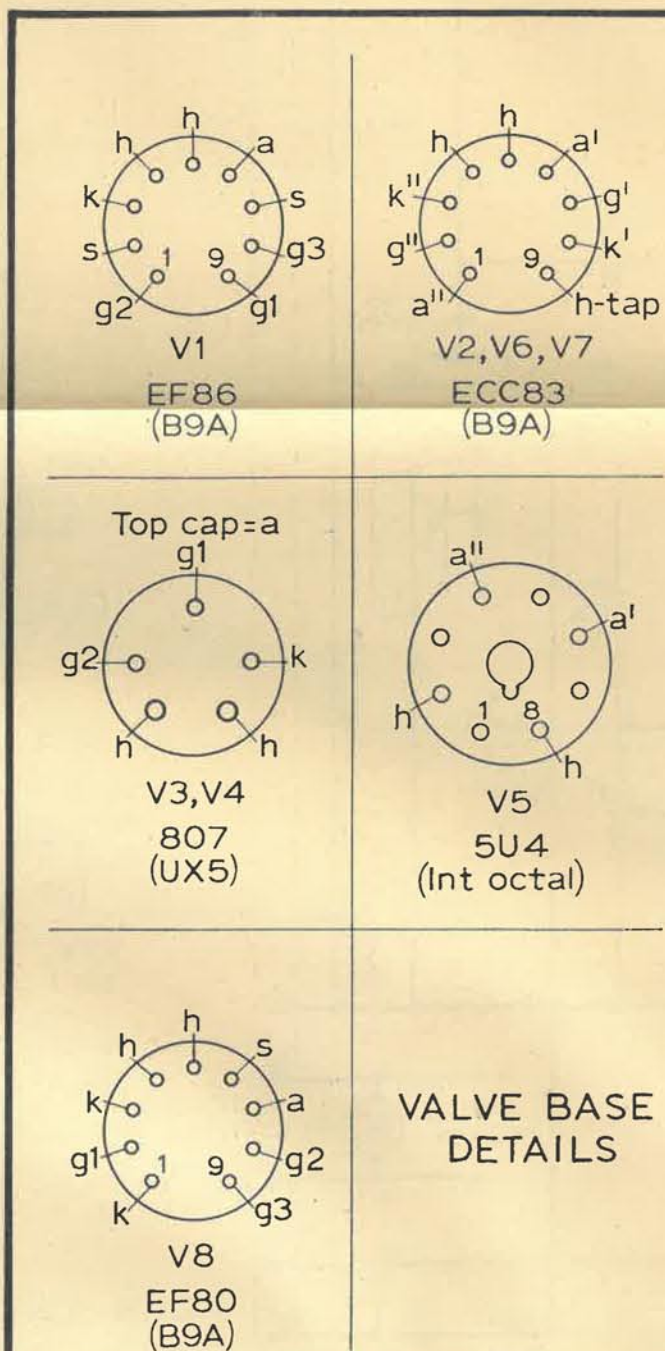 h
h
a
k
s
s
g3
1
9
g2
g1
V1
EF86
(B9A)
h
h
a'
k"
g'
g"
k'
1
9
a"
h-tap
V2,V6,V7
ECC83
(B9A)
Top cap=a
g1
g2
k
h
h
V3,V4
807
(UX5)
a"
a'
h
1
8
h
V5
5U4
(Int octal)
h
h
s
k
a
g1
g2
1
9
k
g3
V8
EF80
(B9A)
VALVE BASE
DETAILS